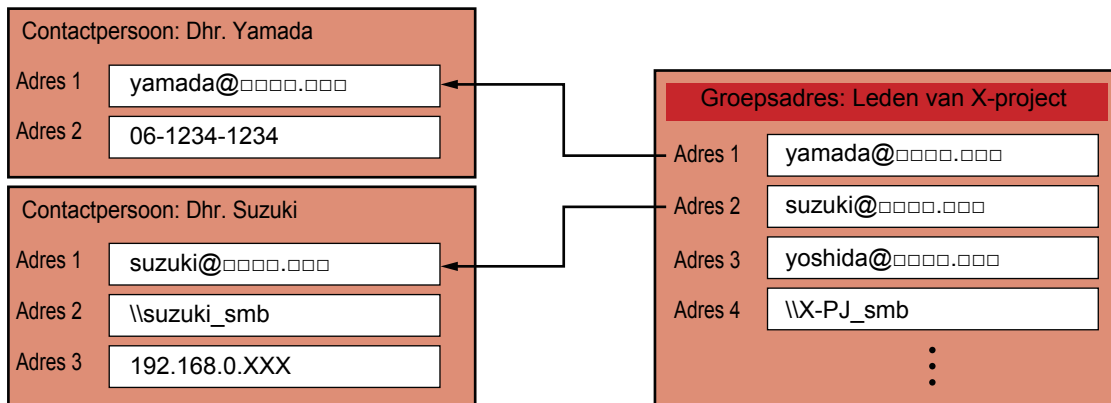 Contactpersoon: Dhr. Yamada
Adres 1 yamada@□□□□.□□□
Adres 2 06-1234-1234
Contactpersoon: Dhr. Suzuki
Adres 1 suzuki@□□□□.□□□
Adres 2 \\suzuki_smb
Adres 3 192.168.0.XXX
Groepsadres: Leden van X-project
Adres 1 yamada@□□□□.□□□
Adres 2 suzuki@□□□□.□□□
Adres 3 yoshida@□□□□.□□□
Adres 4 \\X-PJ_smb